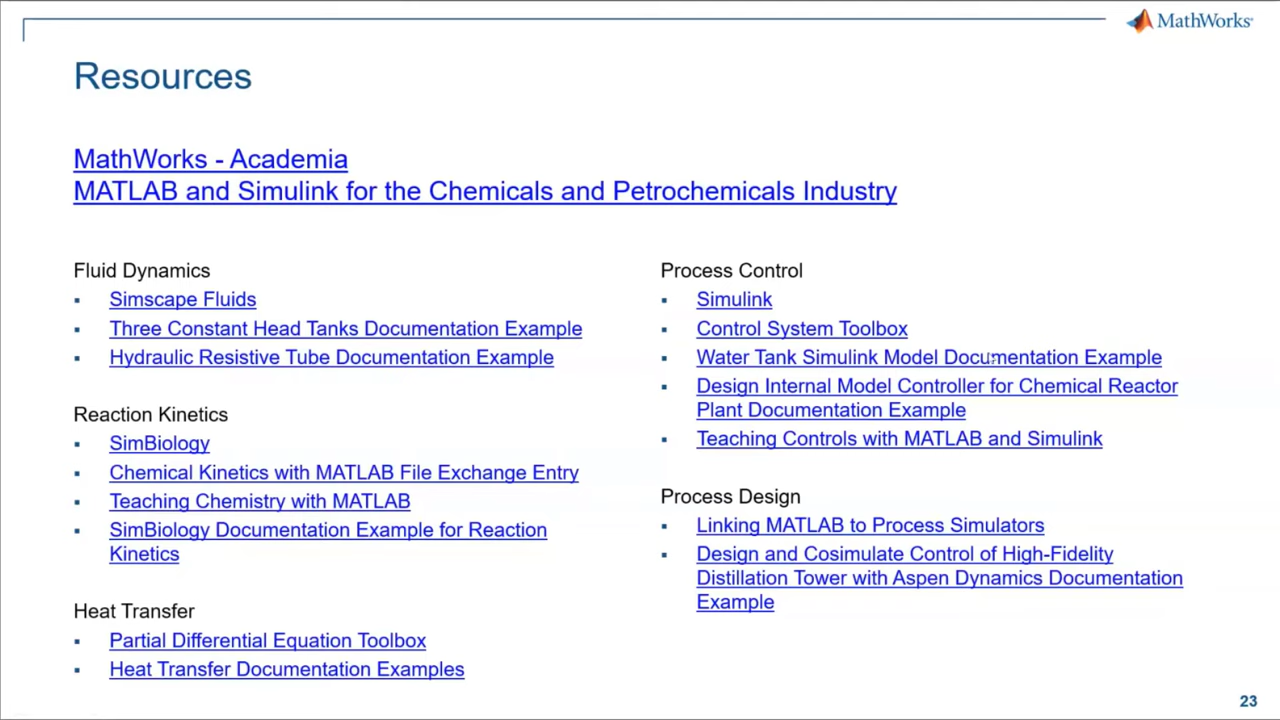 MathWorks
Resources
MathWorks - Academia
MATLAB and Simulink for the Chemicals and Petrochemicals Industry
Fluid Dynamics
▪ Simscape Fluids
▪ Three Constant Head Tanks Documentation Example
▪ Hydraulic Resistive Tube Documentation Example
Reaction Kinetics
▪ SimBiology
▪ Chemical Kinetics with MATLAB File Exchange Entry
▪ Teaching Chemistry with MATLAB
▪ SimBiology Documentation Example for Reaction
Kinetics
Heat Transfer
▪ Partial Differential Equation Toolbox
▪ Heat Transfer Documentation Examples
Process Control
▪ Simulink
▪ Control System Toolbox
▪ Water Tank Simulink Model Documentation Example
▪ Design Internal Model Controller for Chemical Reactor
Plant Documentation Example
▪ Teaching Controls with MATLAB and Simulink
Process Design
▪ Linking MATLAB to Process Simulators
▪ Design and Cosimulate Control of High-Fidelity
Distillation Tower with Aspen Dynamics Documentation
Example
23